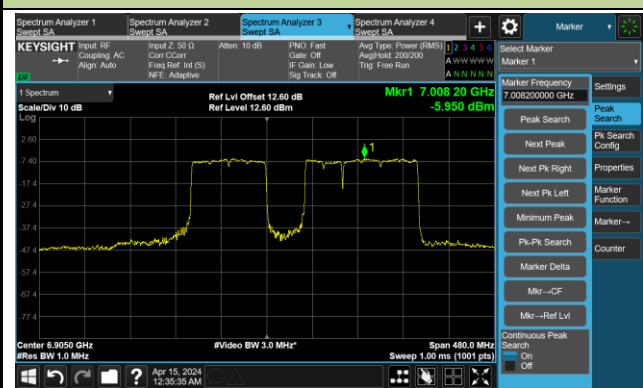 Spectrum Analyzer 1
Swept SA
Spectrum Analyzer 2
Swept SA
Spectrum Analyzer 3
Swept SA
Spectrum Analyzer 4
Swept SA
+
Marker
KEYSIGHT
Input: RF
Coupling: AC
Align: Auto
Input Z: 50 Ω
Corr CCorr
Freq Ref: Int (S)
NFE: Adaptive
Atten: 10 dB
PNO: Fast
Gate: Off
IF Gain: Low
Sig Track: Off
Avg Type: Power (RMS)
Avg|Hold: 200/200
Trig: Free Run
1 2 3 4 5 6
A W W W W W
A N N N N N
Select Marker
Marker 1
LXI
1 Spectrum
Scale/Div 10 dB
Log
Ref Lvl Offset 12.60 dB
Ref Level 12.60 dBm
Mkr1 7.008 20 GHz
-5.950 dBm
1
2.60
-7.40
-17.4
-27.4
-37.4
-47.4
-57.4
-67.4
-77.4
Center 6.9050 GHz
#Res BW 1.0 MHz
#Video BW 3.0 MHz*
Span 480.0 MHz
Sweep 1.00 ms (1001 pts)
Marker Frequency
7.008200000 GHz
Peak Search
Next Peak
Next Pk Right
Next Pk Left
Minimum Peak
Pk-Pk Search
Marker Delta
Mkr→CF
Mkr→Ref Lvl
Continuous Peak
Search
On
Off
Settings
Peak
Search
Pk Search
Config
Properties
Marker
Function
Marker→
Counter
?
Apr 15, 2024
12:35:35 AM